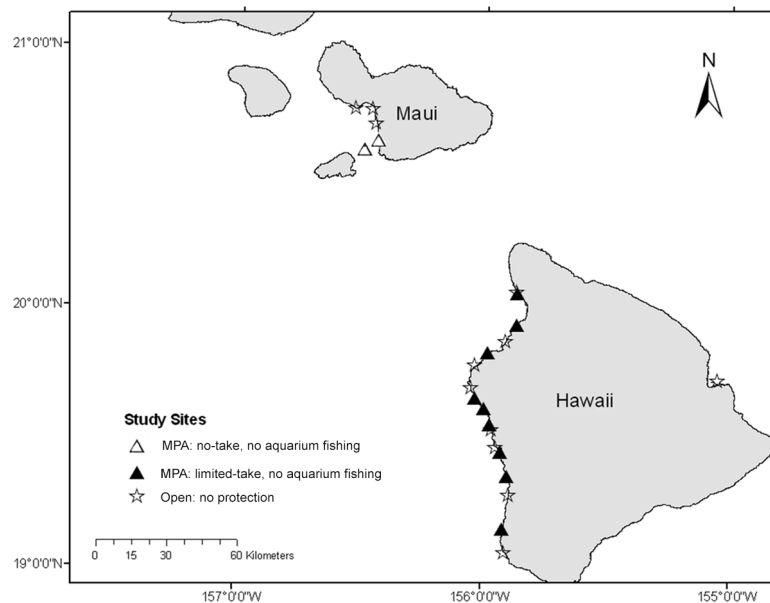 21°0'0"N
N
Maui
20°0'0"N
Hawaii
Study Sites
MPA: no-take, no aquarium fishing
MPA: limited-take, no aquarium fishing
Open: no protection
0 15 30 60 Kilometers
19°0'0"N
157°0'0"W 156°0'0"W 155°0'0"W